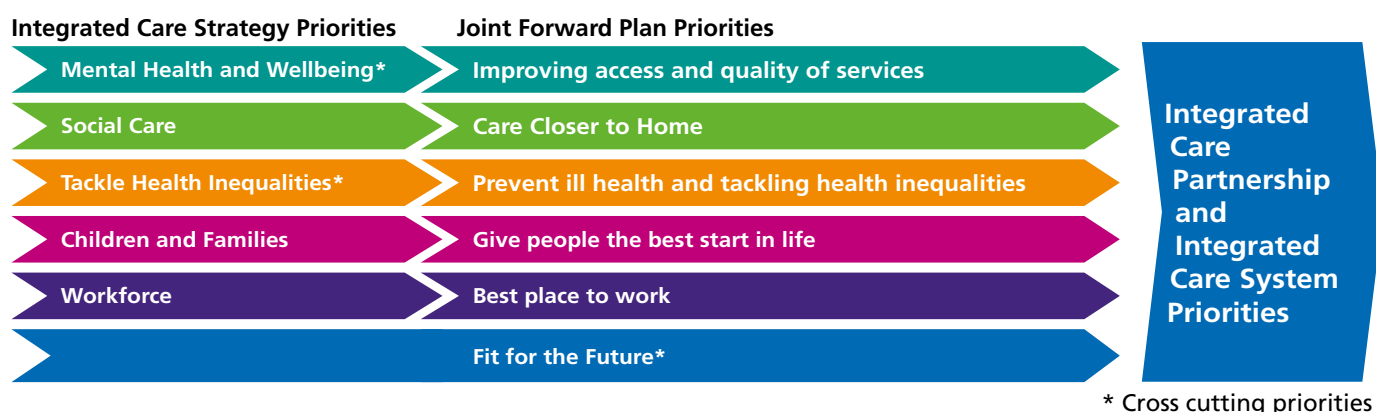 Integrated Care Strategy Priorities
Joint Forward Plan Priorities
Mental Health and Wellbeing*
Improving access and quality of services
Social Care
Care Closer to Home
Tackle Health Inequalities*
Prevent ill health and tackling health inequalities
Children and Families
Give people the best start in life
Workforce
Best place to work
Fit for the Future*
Integrated
Care
Partnership
and
Integrated
Care System
Priorities
* Cross cutting priorities